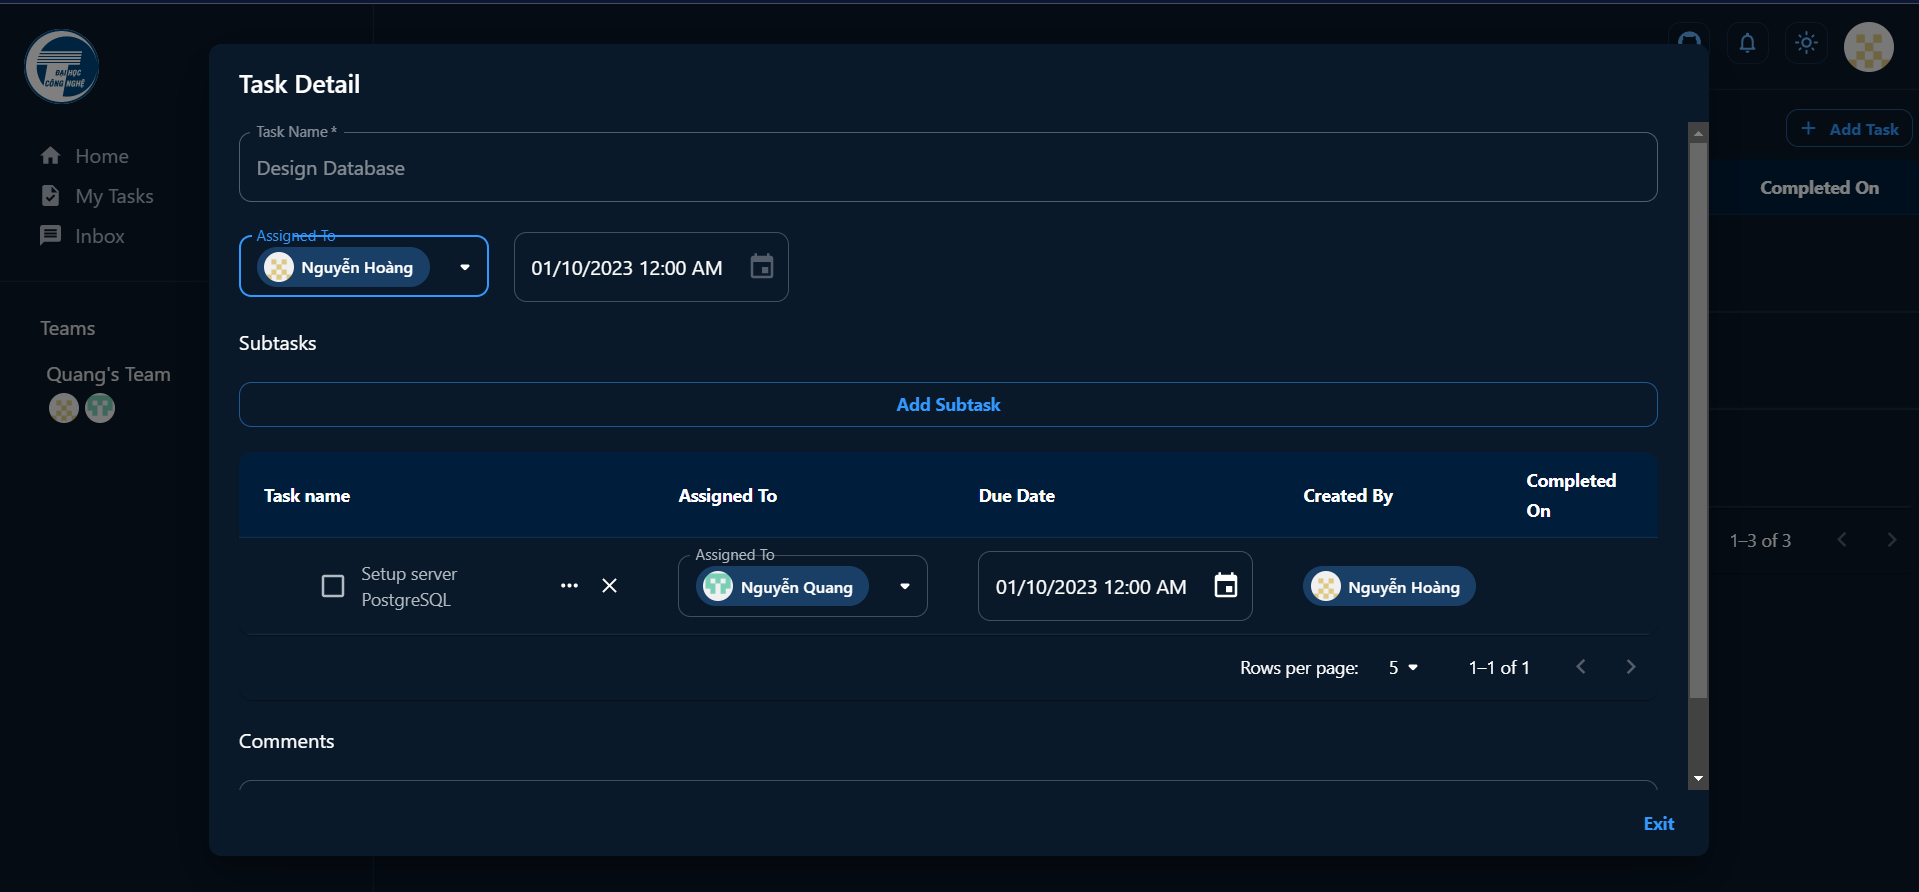 ĐẠI HỌC
CÔNG NGHỆ
Home
My Tasks
Inbox
Teams
Quang's Team
Add Task
Completed On
1–3 of 3
Task Detail
Task Name *
Design Database
Assigned To
Nguyễn Hoàng
01/10/2023 12:00 AM
Subtasks
Add Subtask
Task name
Assigned To
Due Date
Created By
Completed
On
Setup server
PostgreSQL
Assigned To
Nguyễn Quang
01/10/2023 12:00 AM
Nguyễn Hoàng
Rows per page:
5
1–1 of 1
Comments
Exit